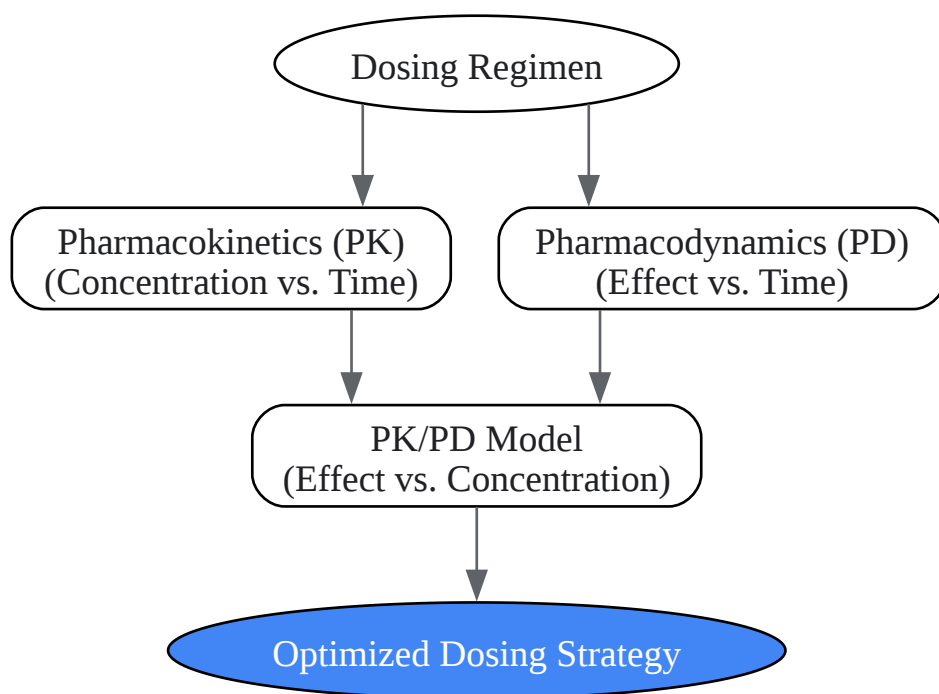 Dosing Regimen
Pharmacokinetics (PK)
(Concentration vs. Time)
Pharmacodynamics (PD)
(Effect vs. Time)
PK/PD Model
(Effect vs. Concentration)
Optimized Dosing Strategy